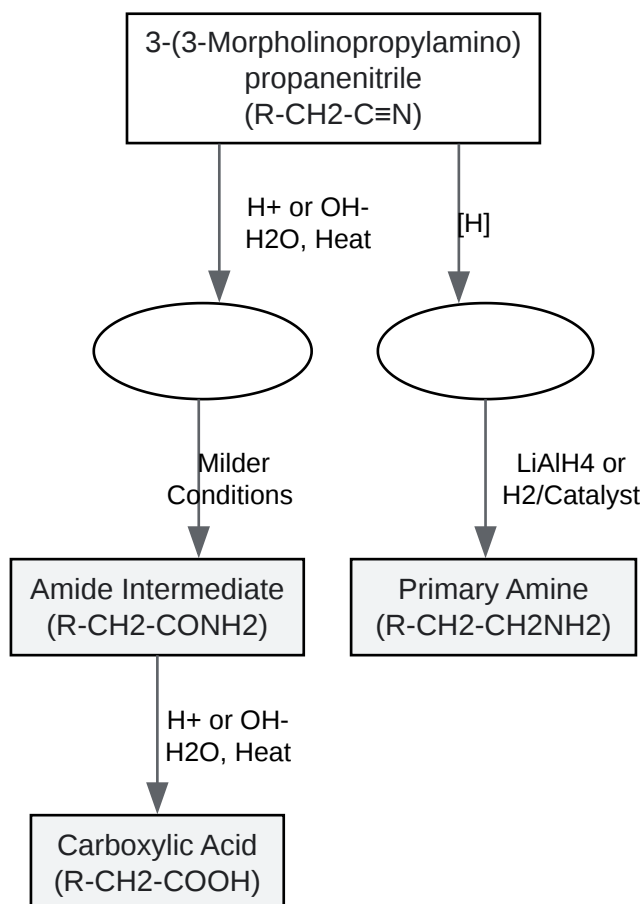 3-(3-Morpholinopropylamino)
propanenitrile
(R-CH2-C≡N)
H+ or OH-
H2O, Heat
[H]
Milder
Conditions
LiAlH4 or
H2/Catalyst
Amide Intermediate
(R-CH2-CONH2)
Primary Amine
(R-CH2-CH2NH2)
H+ or OH-
H2O, Heat
Carboxylic Acid
(R-CH2-COOH)